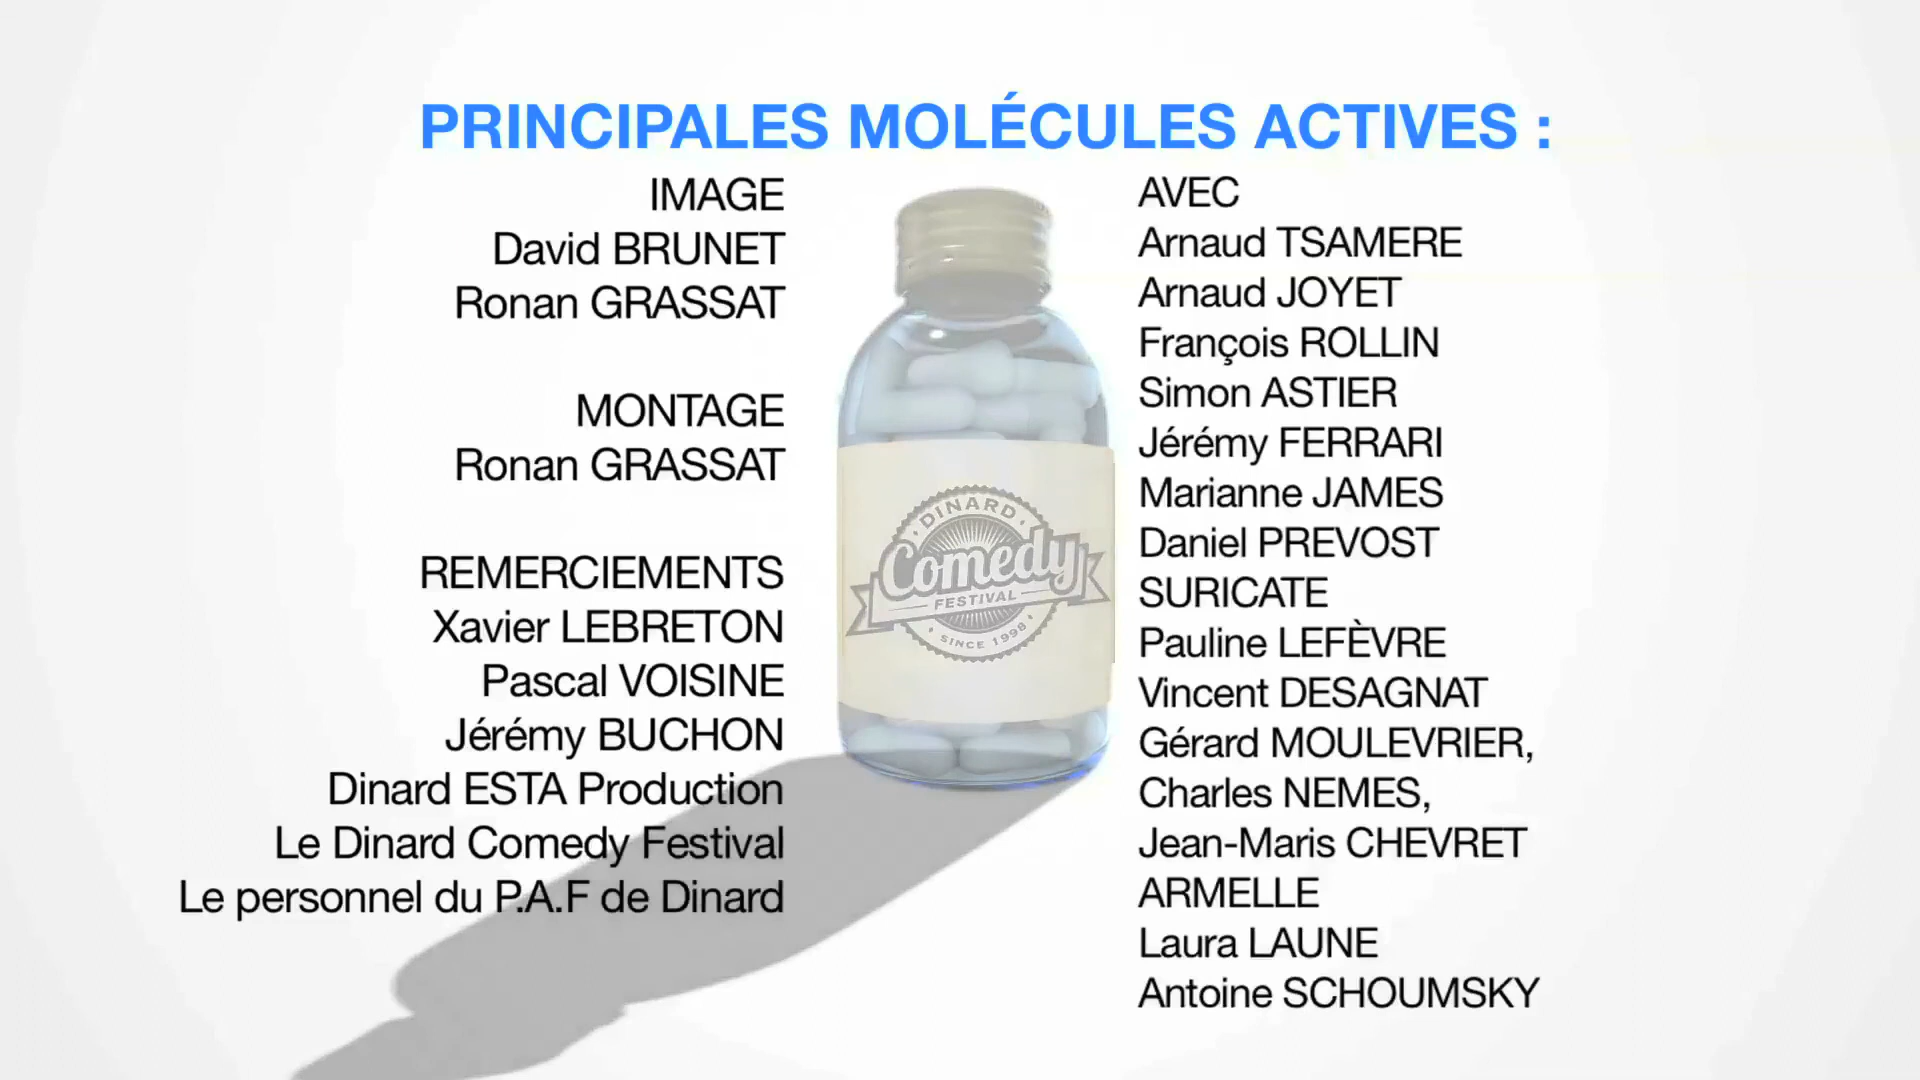 PRINCIPALES MOLÉCULES ACTIVES :
IMAGE
David BRUNET
Ronan GRASSAT
MONTAGE
Ronan GRASSAT
REMERCIEMENTS
Xavier LEBRETON
Pascal VOISINE
Jérémy BUCHON
Dinard ESTA Production
Le Dinard Comedy Festival
Le personnel du P.A.F de Dinard
DINARD
Comedy
FESTIVAL
SINCE 1998
AVEC
Arnaud TSAMERE
Arnaud JOYET
François ROLLIN
Simon ASTIER
Jérémy FERRARI
Marianne JAMES
Daniel PREVOST
SURICATE
Pauline LEFÈVRE
Vincent DESAGNAT
Gérard MOULEVRIER,
Charles NEMES,
Jean-Maris CHEVRET
ARMELLE
Laura LAUNE
Antoine SCHOUMSKY